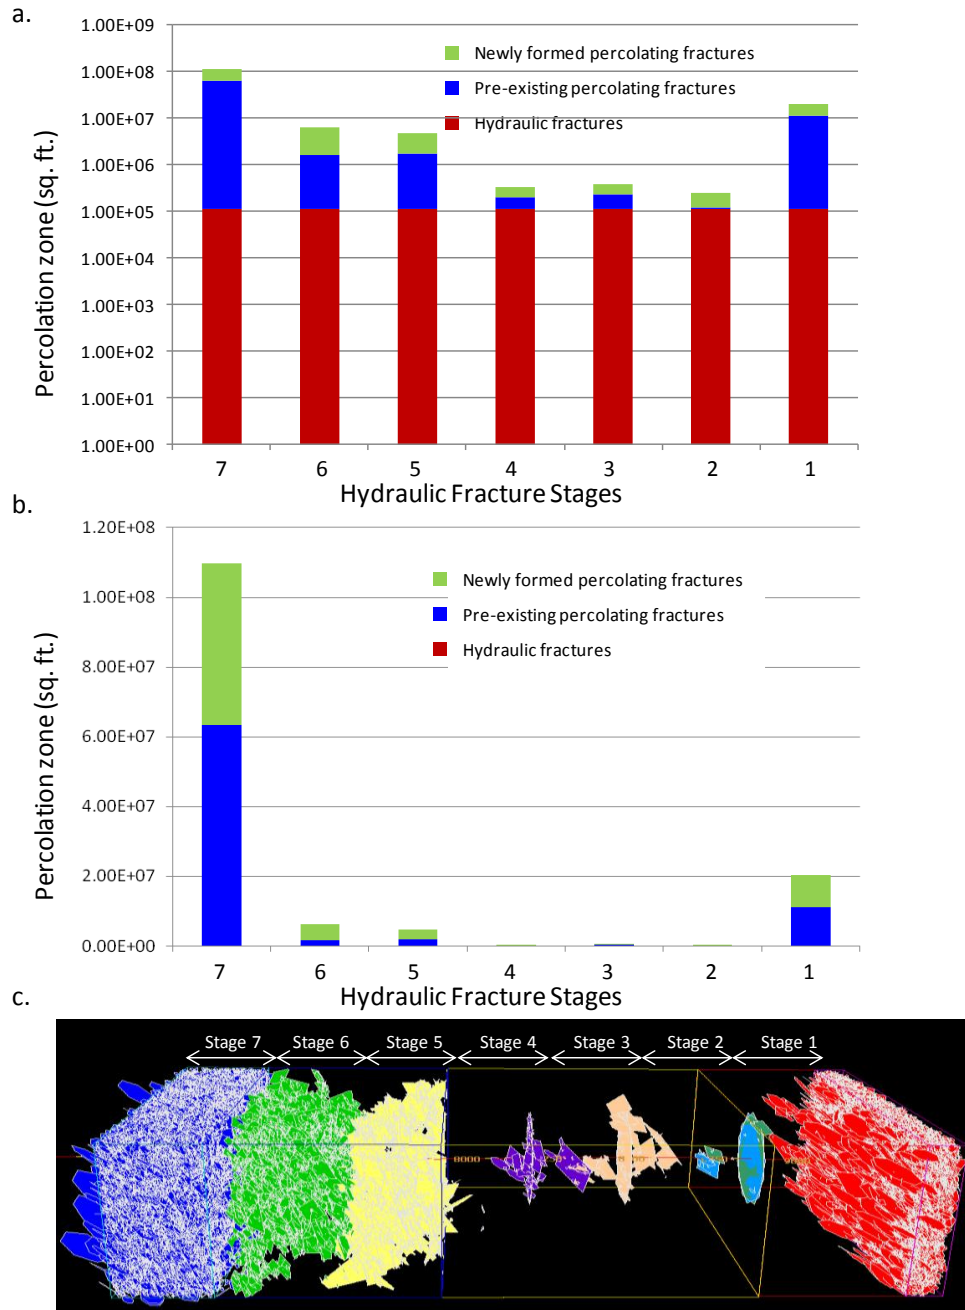 a.
1.00E+09
1.00E+08
1.00E+07
1.00E+06
1.00E+05
1.00E+04
1.00E+03
1.00E+02
1.00E+01
1.00E+00
Percolation zone (sq. ft.)
Newly formed percolating fractures
Pre-existing percolating fractures
Hydraulic fractures
7 6 5 4 3 2 1
Hydraulic Fracture Stages
b.
1.20E+08
1.00E+08
8.00E+07
6.00E+07
4.00E+07
2.00E+07
0.00E+00
Percolation zone (sq. ft.)
Newly formed percolating fractures
Pre-existing percolating fractures
Hydraulic fractures
7 6 5 4 3 2 1
Hydraulic Fracture Stages
c.
Stage 7 Stage 6 Stage 5 Stage 4 Stage 3 Stage 2 Stage 1
8000